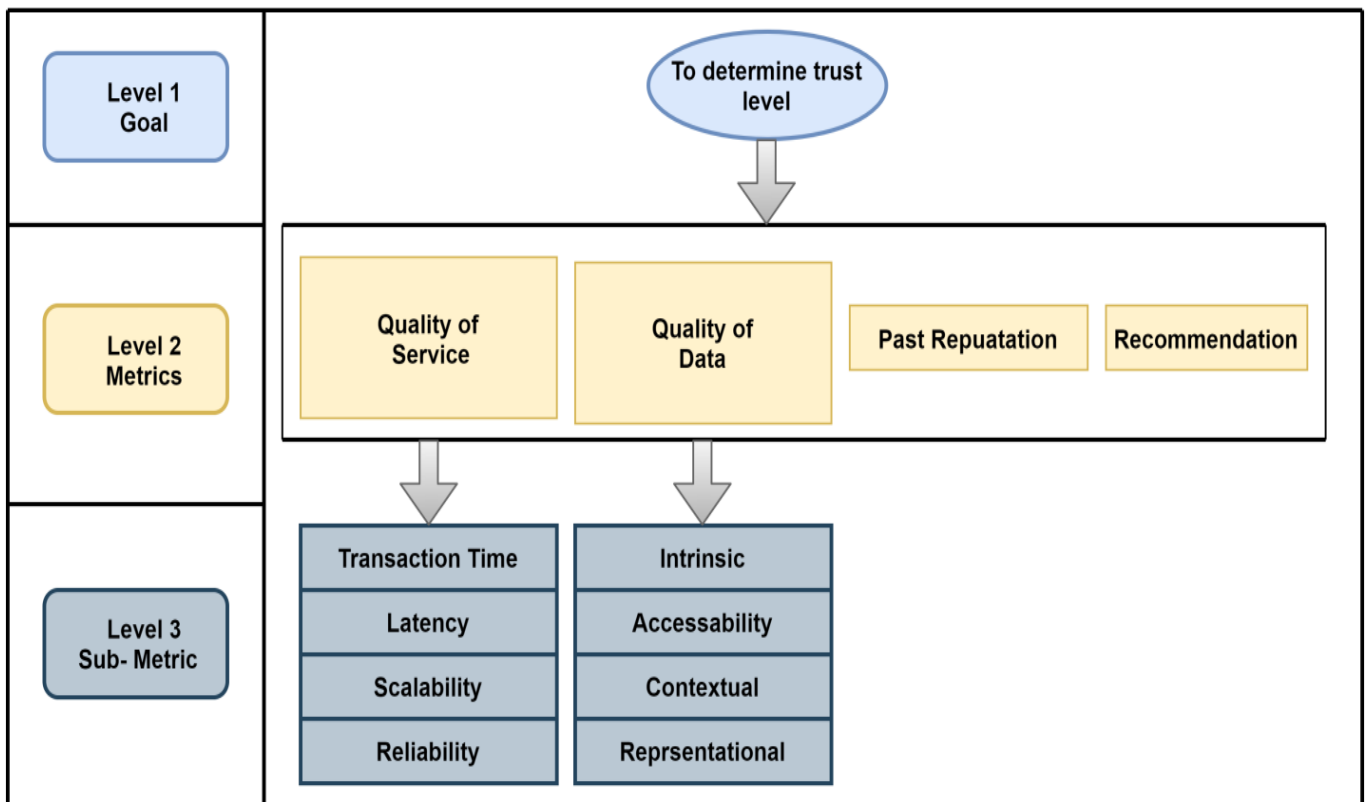 Level 1
Goal
To determine trust
level
Level 2
Metrics
Quality of
Service
Quality of
Data
Past Repuatation
Recommendation
Level 3
Sub- Metric
Transaction Time
Latency
Scalability
Reliability
Intrinsic
Accessability
Contextual
Reprsentational